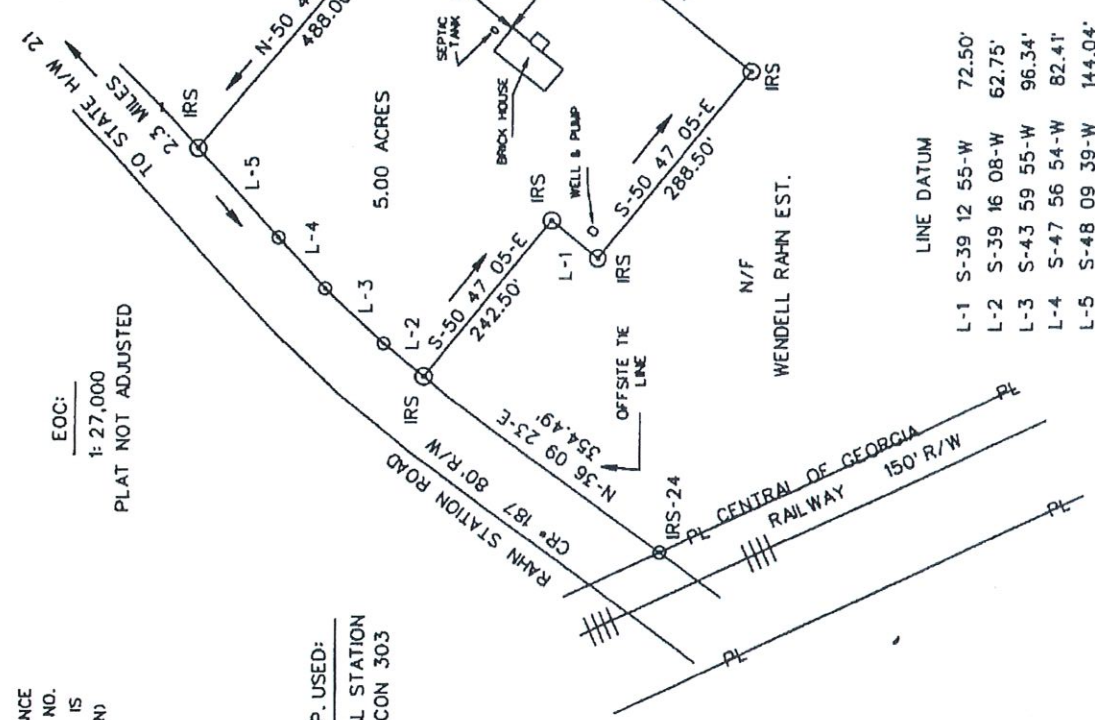 TO STATE H/W 21
2.3 MILES
IRS
N-50 4
488.00
L-5
L-4
L-3
L-2
IRS
5.00 ACRES
SEPTIC
TANK
BRICK HOUSE
WELL & PUMP
IRS
L-1
IRS
S-50 47 05-E
242.50'
S-50 47 05-E
288.50'
IRS
EOC:
1: 27,000
PLAT NOT ADJUSTED
RAHN STATION ROAD
CR# 187 80' R/W
N-36 09 23-E
354.49'
OFFSITE TIE
LINE
IRS-24
N/F
WENDELL RAHN EST.
PL
CENTRAL OF GEORGIA
PL
RAILWAY 150' R/W
PL
PL
NCE
NO.
IS
N)
P. USED:
L STATION
CON 303
LINE DATUM
L-1 S-39 12 55-W 72.50'
L-2 S-39 16 08-W 62.75'
L-3 S-43 59 55-W 96.34'
L-4 S-47 56 54-W 82.41'
L-5 S-48 09 39-W 144.04'